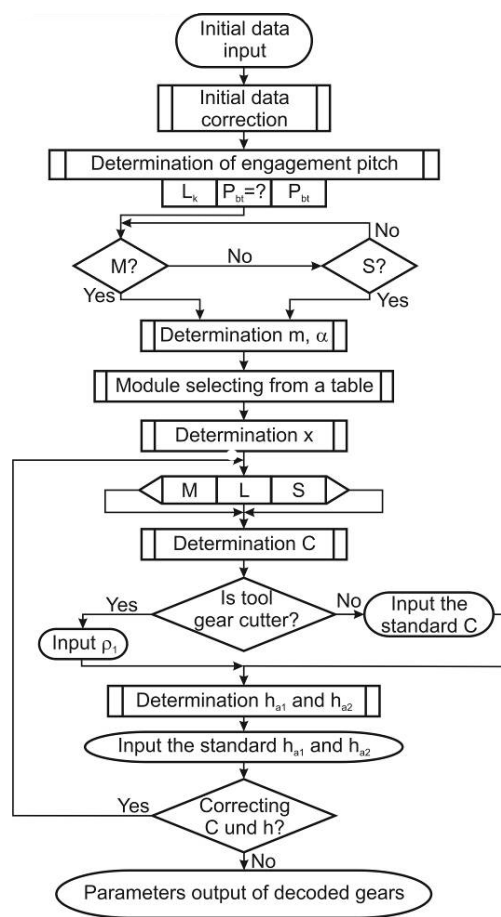 Initial data
input
Initial data
correction
Determination of engagement pitch
Lₖ P_bt=? P_bt
No
M? No S?
Yes Yes
Determination m, α
Module selecting from a table
Determination x
M L S
Determination C
Yes Is tool
gear cutter? No
Input the
standard C
Input ρ₁
Determination hₐ₁ and hₐ₂
Input the standard hₐ₁ and hₐ₂
Yes Correcting
C und h?
No
Parameters output of decoded gears